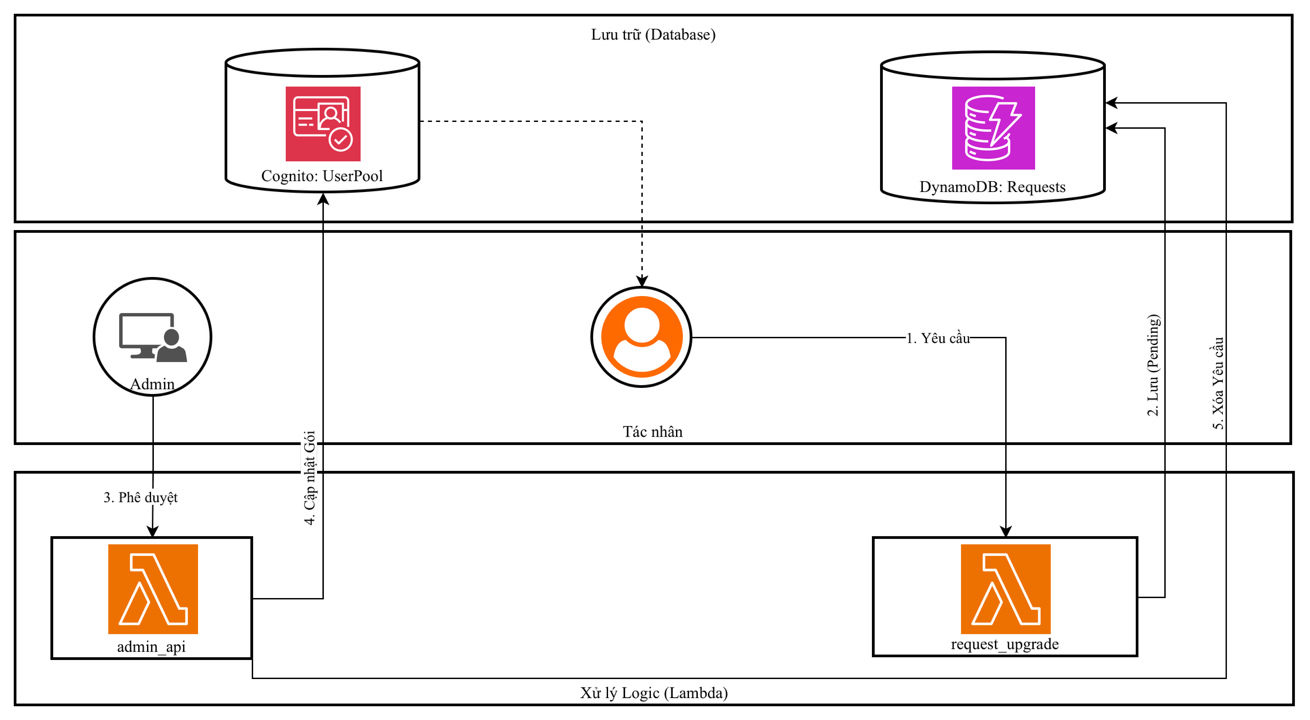 Lưu trữ (Database)
Cognito: UserPool
DynamoDB: Requests
Admin
1. Yêu cầu
2. Lưu (Pending)
5. Xóa Yêu cầu
Tác nhân
3. Phê duyệt
4. Cập nhật Gói
admin_api
request_upgrade
Xử lý Logic (Lambda)